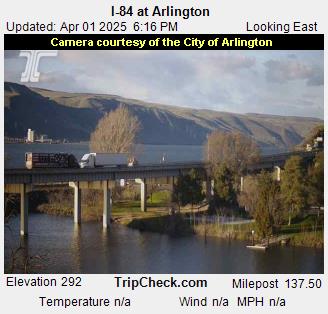 I-84 at Arlington
Updated: Apr 01 2025 6:16 PM Looking East
Camera courtesy of the City of Arlington
Elevation 292 TripCheck.com Milepost 137.50
Temperature n/a Wind n/a MPH n/a